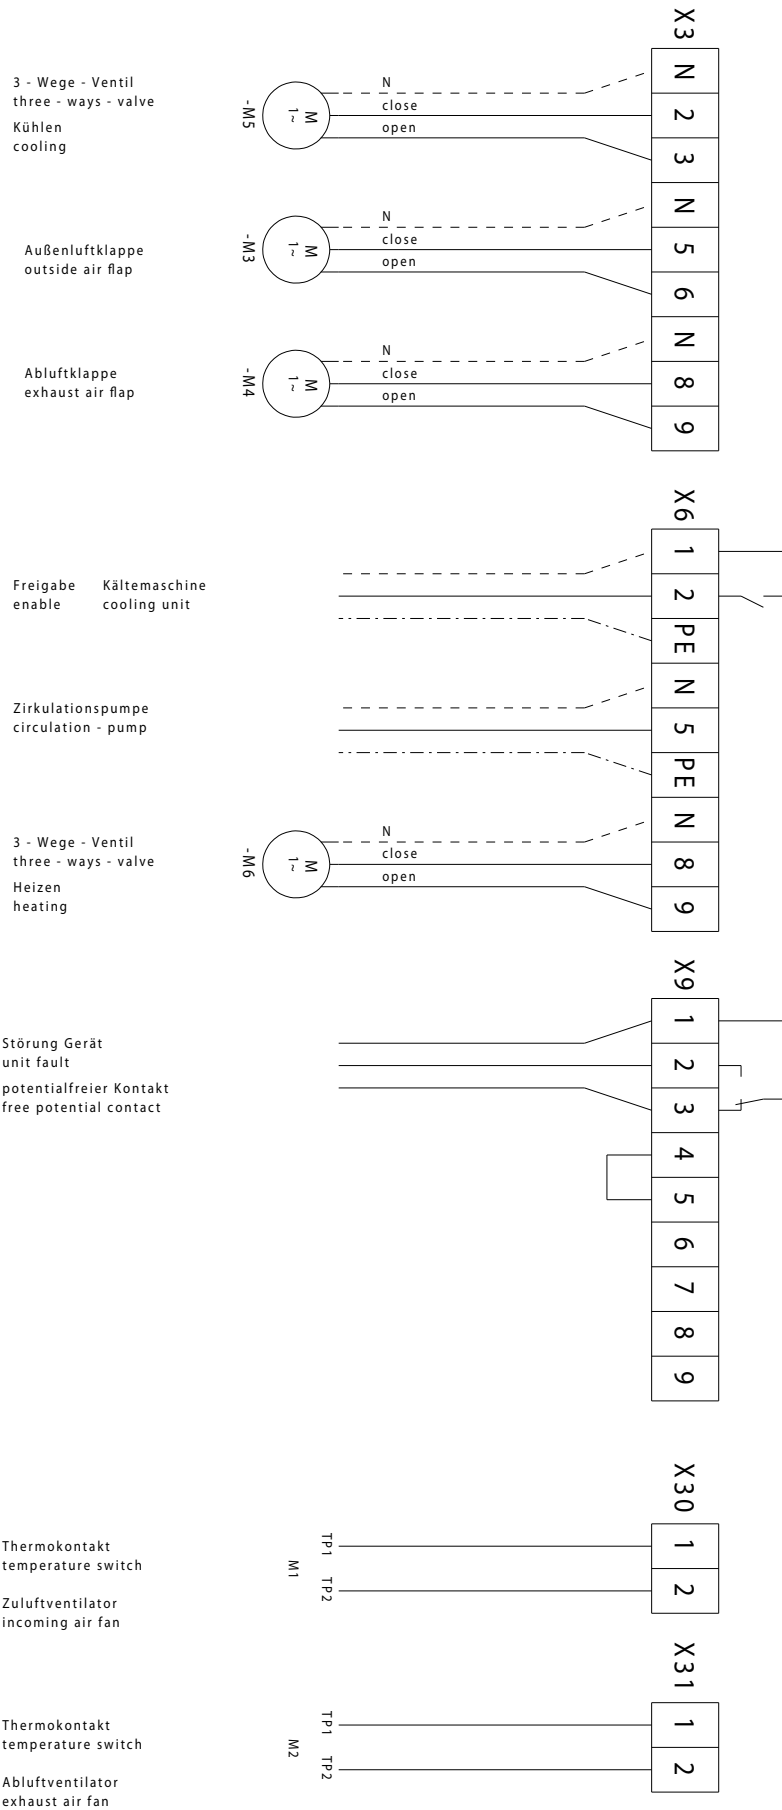 X3
3 - Wege - Ventil
three - ways - valve
Kühlen
cooling
-M5
M
1~
N
close
open
N
2
3
Außenluftklappe
outside air flap
-M3
M
1~
N
close
open
N
5
6
Abluftklappe
exhaust air flap
-M4
M
1~
N
close
open
N
8
9
X6
Freigabe Kältemaschine
enable cooling unit
1
2
PE
Zirkulationspumpe
circulation - pump
N
5
PE
3 - Wege - Ventil
three - ways - valve
Heizen
heating
-M6
M
1~
N
close
open
N
8
9
X9
Störung Gerät
unit fault
potentialfreier Kontakt
free potential contact
1
2
3
4
5
6
7
8
9
X30
Thermokontakt
temperature switch
Zuluftventilator
incoming air fan
M1
TP1
TP2
1
2
X31
Thermokontakt
temperature switch
Abluftventilator
exhaust air fan
M2
TP1
TP2
1
2